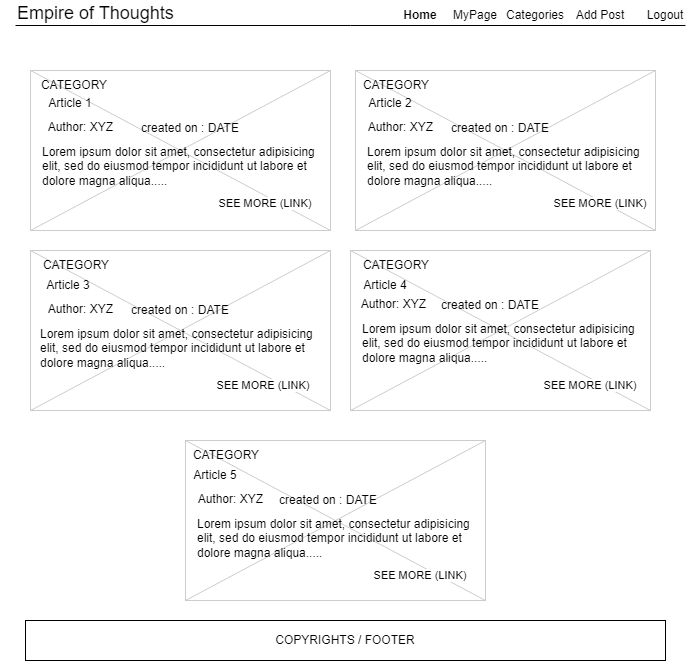 Empire of Thoughts
Home MyPage Categories Add Post Logout
CATEGORY
Article 1
Author: XYZ created on : DATE
Lorem ipsum dolor sit amet, consectetur adipisicing
elit, sed do eiusmod tempor incididunt ut labore et
dolore magna aliqua.....
SEE MORE (LINK)
CATEGORY
Article 2
Author: XYZ created on : DATE
Lorem ipsum dolor sit amet, consectetur adipisicing
elit, sed do eiusmod tempor incididunt ut labore et
dolore magna aliqua.....
SEE MORE (LINK)
CATEGORY
Article 3
Author: XYZ created on : DATE
Lorem ipsum dolor sit amet, consectetur adipisicing
elit, sed do eiusmod tempor incididunt ut labore et
dolore magna aliqua.....
SEE MORE (LINK)
CATEGORY
Article 4
Author: XYZ created on : DATE
Lorem ipsum dolor sit amet, consectetur adipisicing
elit, sed do eiusmod tempor incididunt ut labore et
dolore magna aliqua.....
SEE MORE (LINK)
CATEGORY
Article 5
Author: XYZ created on : DATE
Lorem ipsum dolor sit amet, consectetur adipisicing
elit, sed do eiusmod tempor incididunt ut labore et
dolore magna aliqua.....
SEE MORE (LINK)
COPYRIGHTS / FOOTER